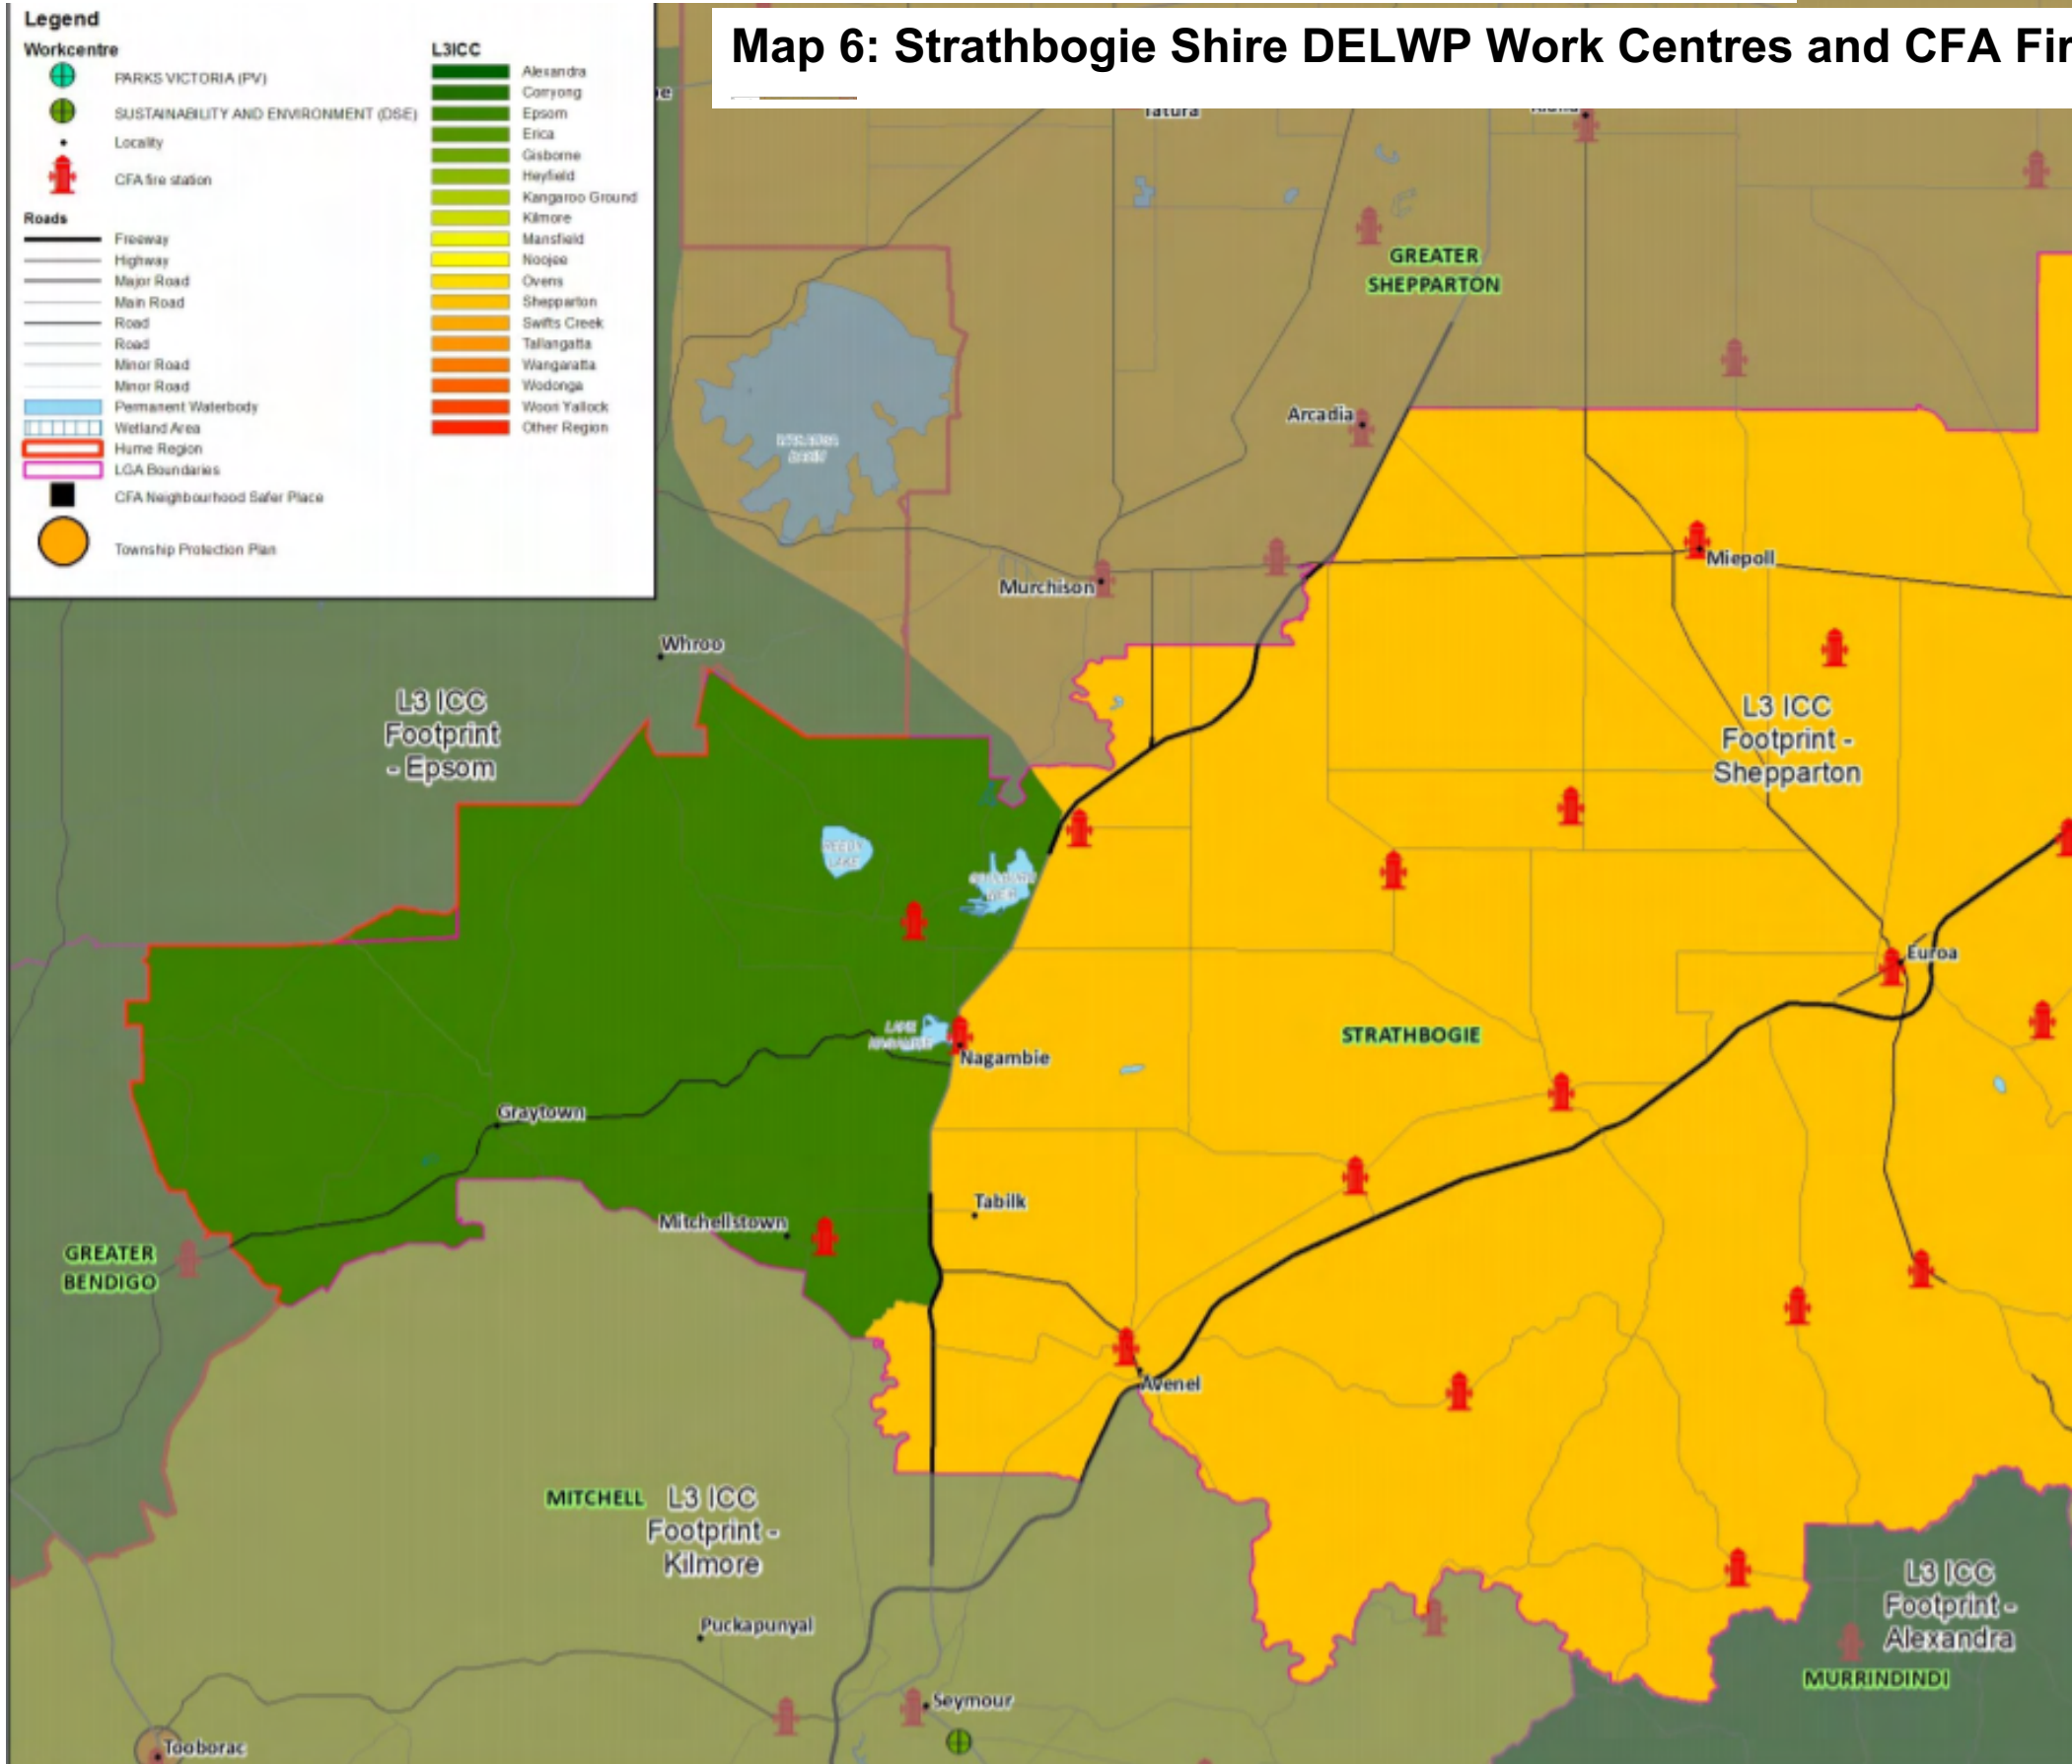 Legend
Workcentre
PARKS VICTORIA (PV)
SUSTAINABILITY AND ENVIRONMENT (DSE)
Locality
CFA fire station
Roads
Freeway
Highway
Major Road
Main Road
Road
Road
Minor Road
Minor Road
Permanent Waterbody
Wetland Area
Hume Region
LGA Boundaries
CFA Neighbourhood Safer Place
Township Protection Plan
L3ICC
Alexandra
Corryong
Epsom
Erica
Gisborne
Heyfield
Kangaroo Ground
Kilmore
Mansfield
Noojee
Ovens
Shepparton
Swifts Creek
Tallangatta
Wangaratta
Wodonga
Woori Yallock
Other Region
Map 6: Strathbogie Shire DELWP Work Centres and CFA Fir
Tatura
GREATER
SHEPPARTON
Arcadia
Murchison
Miepoll
Whroo
L3 ICC
Footprint
- Epsom
L3 ICC
Footprint -
Shepparton
REEDY
LAKE
Euroa
STRATHBOGIE
LAKE
Nagambie
Graytown
Tabilk
Mitchellstown
GREATER
BENDIGO
Avenel
MITCHELL
L3 ICC
Footprint -
Kilmore
L3 ICC
Footprint -
Alexandra
MURRINDINDI
Puckapunyal
Seymour
Tooborac